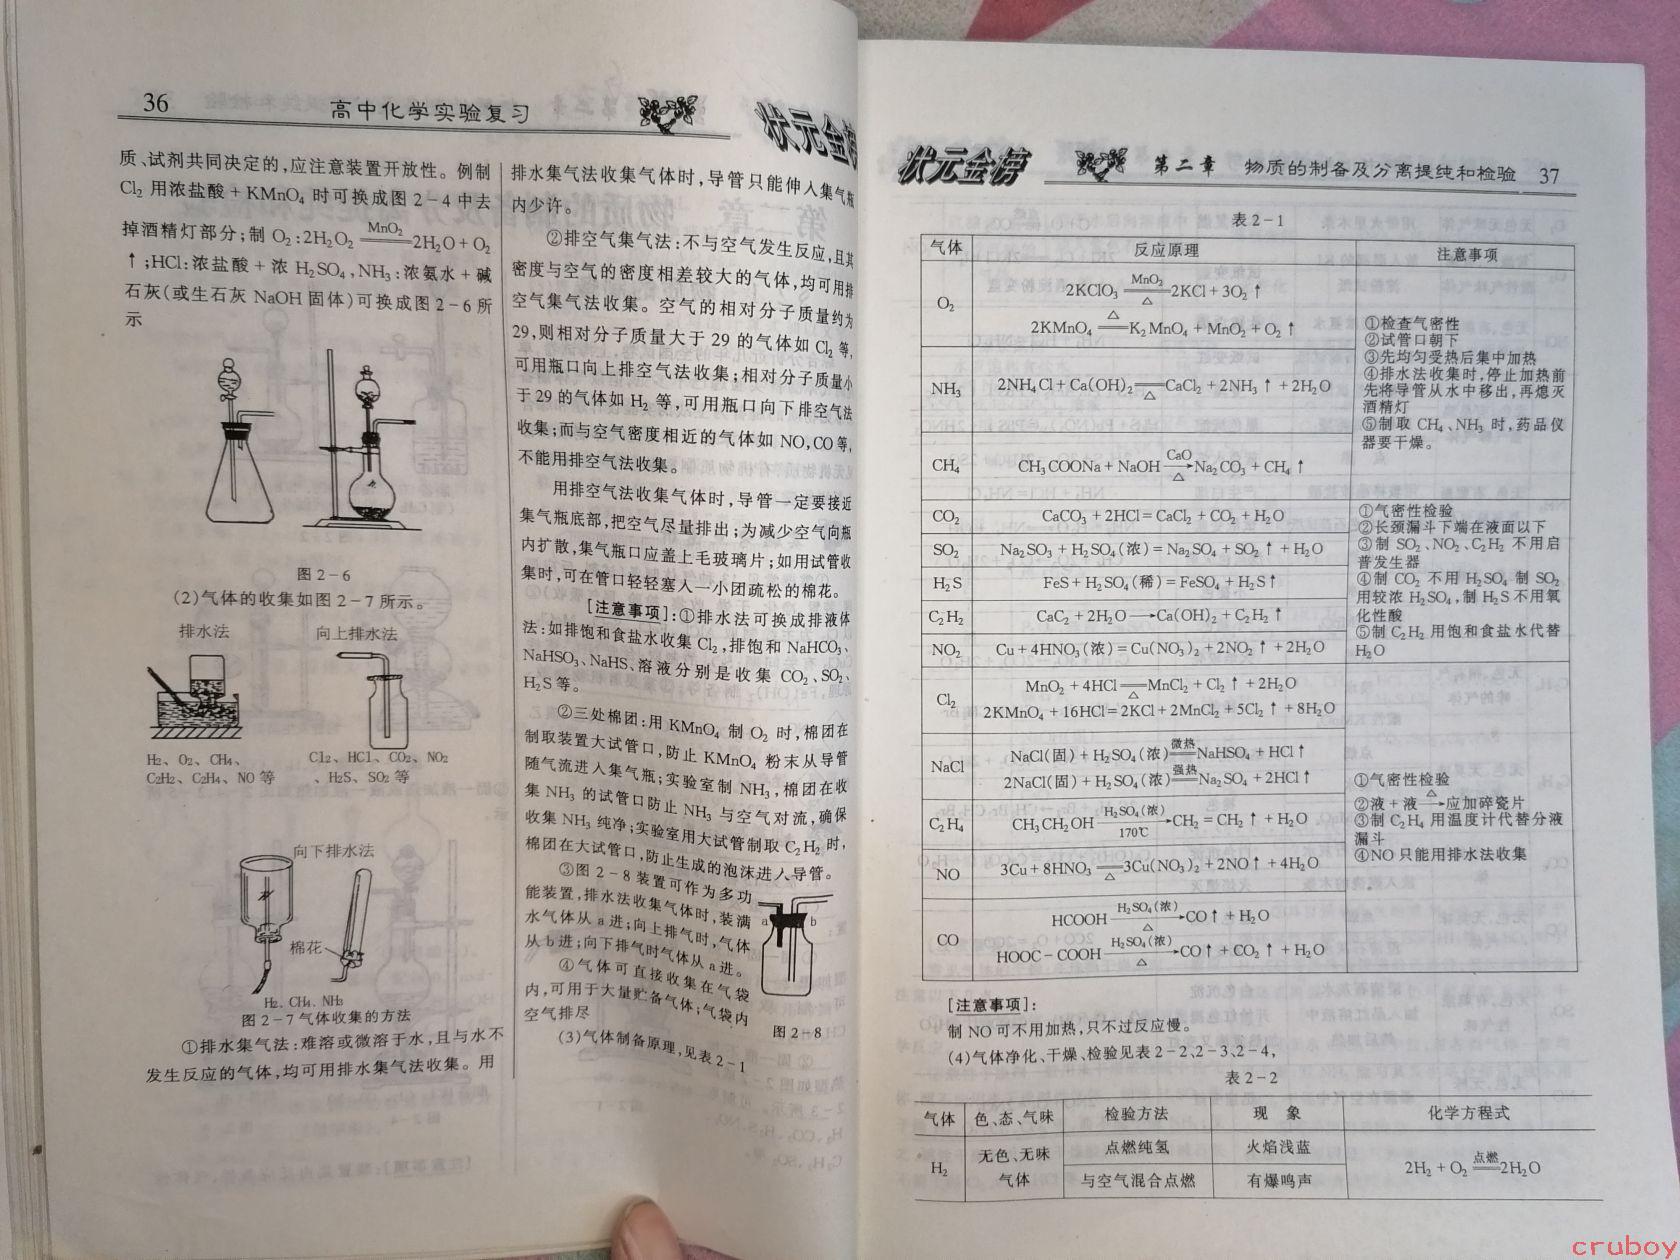 36
高中化学实验复习
状元金榜
质、试剂共同决定的,应注意装置开放性。例制
Cl₂ 用浓盐酸 + KMnO₄ 时可换成图 2－4 中去
掉酒精灯部分;制 O₂:2H₂O₂ MnO₂ ══ 2H₂O + O₂
↑;HCl:浓盐酸 + 浓 H₂SO₄,NH₃:浓氨水 + 碱
石灰(或生石灰 NaOH 固体)可换成图 2－6 所
示
图 2－6
(2)气体的收集如图 2－7 所示。
排水法
向上排水法
H₂、O₂、CH₄、
C₂H₂、C₂H₄、NO 等
Cl₂、HCl、CO₂、NO₂
、H₂S、SO₂ 等
向下排水法
棉花
H₂、CH₄、NH₃
图 2－7 气体收集的方法
①排水集气法:难溶或微溶于水,且与水不
发生反应的气体,均可用排水集气法收集。用
排水集气法收集气体时,导管只能伸入集气瓶
内少许。
②排空气集气法:不与空气发生反应,且其
密度与空气的密度相差较大的气体,均可用排
空气集气法收集。空气的相对分子质量约为
29,则相对分子质量大于 29 的气体如 Cl₂ 等,
可用瓶口向上排空气法收集;相对分子质量小
于 29 的气体如 H₂ 等,可用瓶口向下排空气法
收集;而与空气密度相近的气体如 NO,CO 等,
不能用排空气法收集。
用排空气法收集气体时,导管一定要接近
集气瓶底部,把空气尽量排出;为减少空气向瓶
内扩散,集气瓶口应盖上毛玻璃片;如用试管收
集时,可在管口轻轻塞入一小团疏松的棉花。
[注意事项]:①排水法可换成排液体
法:如排饱和食盐水收集 Cl₂,排饱和 NaHCO₃、
NaHSO₃、NaHS、溶液分别是收集 CO₂、SO₂、
H₂S 等。
②三处棉团:用 KMnO₄ 制 O₂ 时,棉团在
制取装置大试管口,防止 KMnO₄ 粉末从导管
随气流进入集气瓶;实验室制 NH₃,棉团在收
集 NH₃ 的试管口防止 NH₃ 与空气对流,确保
收集 NH₃ 纯净;实验室用大试管制取 C₂H₂ 时,
棉团在大试管口,防止生成的泡沫进入导管。
③图 2－8 装置可作为多功
能装置,排水法收集气体时,装满
水气体从 a 进;向上排气时,气体
从 b 进;向下排气时气体从 a 进。
④气体可直接收集在气袋
内,可用于大量贮备气体;气袋内
空气排尽
a b
图 2－8
(3)气体制备原理,见表 2－1
状元金榜
第二章 物质的制备及分离提纯和检验 37
表 2－1
气体 反应原理 注意事项
O₂
2KClO₃ MnO₂ ══ △ 2KCl + 3O₂ ↑
2KMnO₄ △ ══ K₂MnO₄ + MnO₂ + O₂ ↑
NH₃ 2NH₄Cl + Ca(OH)₂ ══ △ CaCl₂ + 2NH₃ ↑ + 2H₂O
CH₄ CH₃COONa + NaOH CaO → △ Na₂CO₃ + CH₄ ↑
①检查气密性
②试管口朝下
③先均匀受热后集中加热
④排水法收集时,停止加热前
先将导管从水中移出,再熄灭
酒精灯
⑤制取 CH₄、NH₃ 时,药品仪
器要干燥。
CO₂ CaCO₃ + 2HCl = CaCl₂ + CO₂ + H₂O
SO₂ Na₂SO₃ + H₂SO₄(浓) = Na₂SO₄ + SO₂ ↑ + H₂O
H₂S FeS + H₂SO₄(稀) = FeSO₄ + H₂S↑
C₂H₂ CaC₂ + 2H₂O → Ca(OH)₂ + C₂H₂ ↑
NO₂ Cu + 4HNO₃(浓) = Cu(NO₃)₂ + 2NO₂ ↑ + 2H₂O
①气密性检验
②长颈漏斗下端在液面以下
③制 SO₂、NO₂、C₂H₂ 不用启
普发生器
④制 CO₂ 不用 H₂SO₄ 制 SO₂
用较浓 H₂SO₄,制 H₂S 不用氧
化性酸
⑤制 C₂H₂ 用饱和食盐水代替
H₂O
Cl₂
MnO₂ + 4HCl ══ △ MnCl₂ + Cl₂ ↑ + 2H₂O
2KMnO₄ + 16HCl = 2KCl + 2MnCl₂ + 5Cl₂ ↑ + 8H₂O
NaCl
NaCl(固) + H₂SO₄(浓) 微热 ══ NaHSO₄ + HCl↑
2NaCl(固) + H₂SO₄(浓) 强热 ══ Na₂SO₄ + 2HCl↑
C₂H₄ CH₃CH₂OH H₂SO₄(浓) → 170℃ CH₂ = CH₂ ↑ + H₂O
NO 3Cu + 8HNO₃ ══ △ 3Cu(NO₃)₂ + 2NO↑ + 4H₂O
CO
HCOOH H₂SO₄(浓) → △ CO↑ + H₂O
HOOC－COOH H₂SO₄(浓) → △ CO↑ + CO₂ ↑ + H₂O
①气密性检验
②液 + 液 △ → 应加碎瓷片
③制 C₂H₄ 用温度计代替分液
漏斗
④NO 只能用排水法收集
[注意事项]:
制 NO 可不用加热,只不过反应慢。
(4)气体净化、干燥、检验见表 2－2、2－3、2－4,
表 2－2
气体 色、态、气味 检验方法 现 象 化学方程式
H₂ 无色、无味 气体
点燃纯氢 火焰浅蓝
与空气混合点燃 有爆鸣声
2H₂ + O₂ 点燃 ══ 2H₂O
cruboy